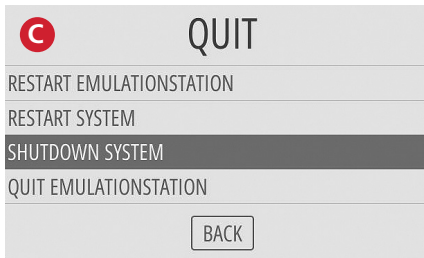 C
QUIT
RESTART EMULATIONSTATION
RESTART SYSTEM
SHUTDOWN SYSTEM
QUIT EMULATIONSTATION
BACK